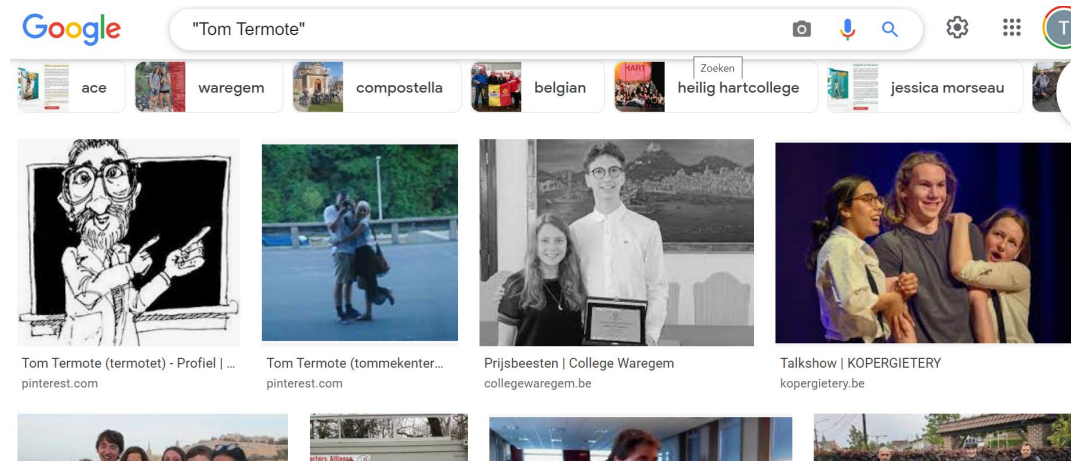 Google
"Tom Termote"
Zoeken
ace
waregem
compostella
belgian
heilig hartcollege
jessica morseau
HART
Tom Termote (termotet) - Profiel | ...
pinterest.com
Tom Termote (tommekenter...
pinterest.com
Prijsbeesten | College Waregem
collegewaregem.be
Talkshow | KOPERGIETERY
kopergietery.be
T